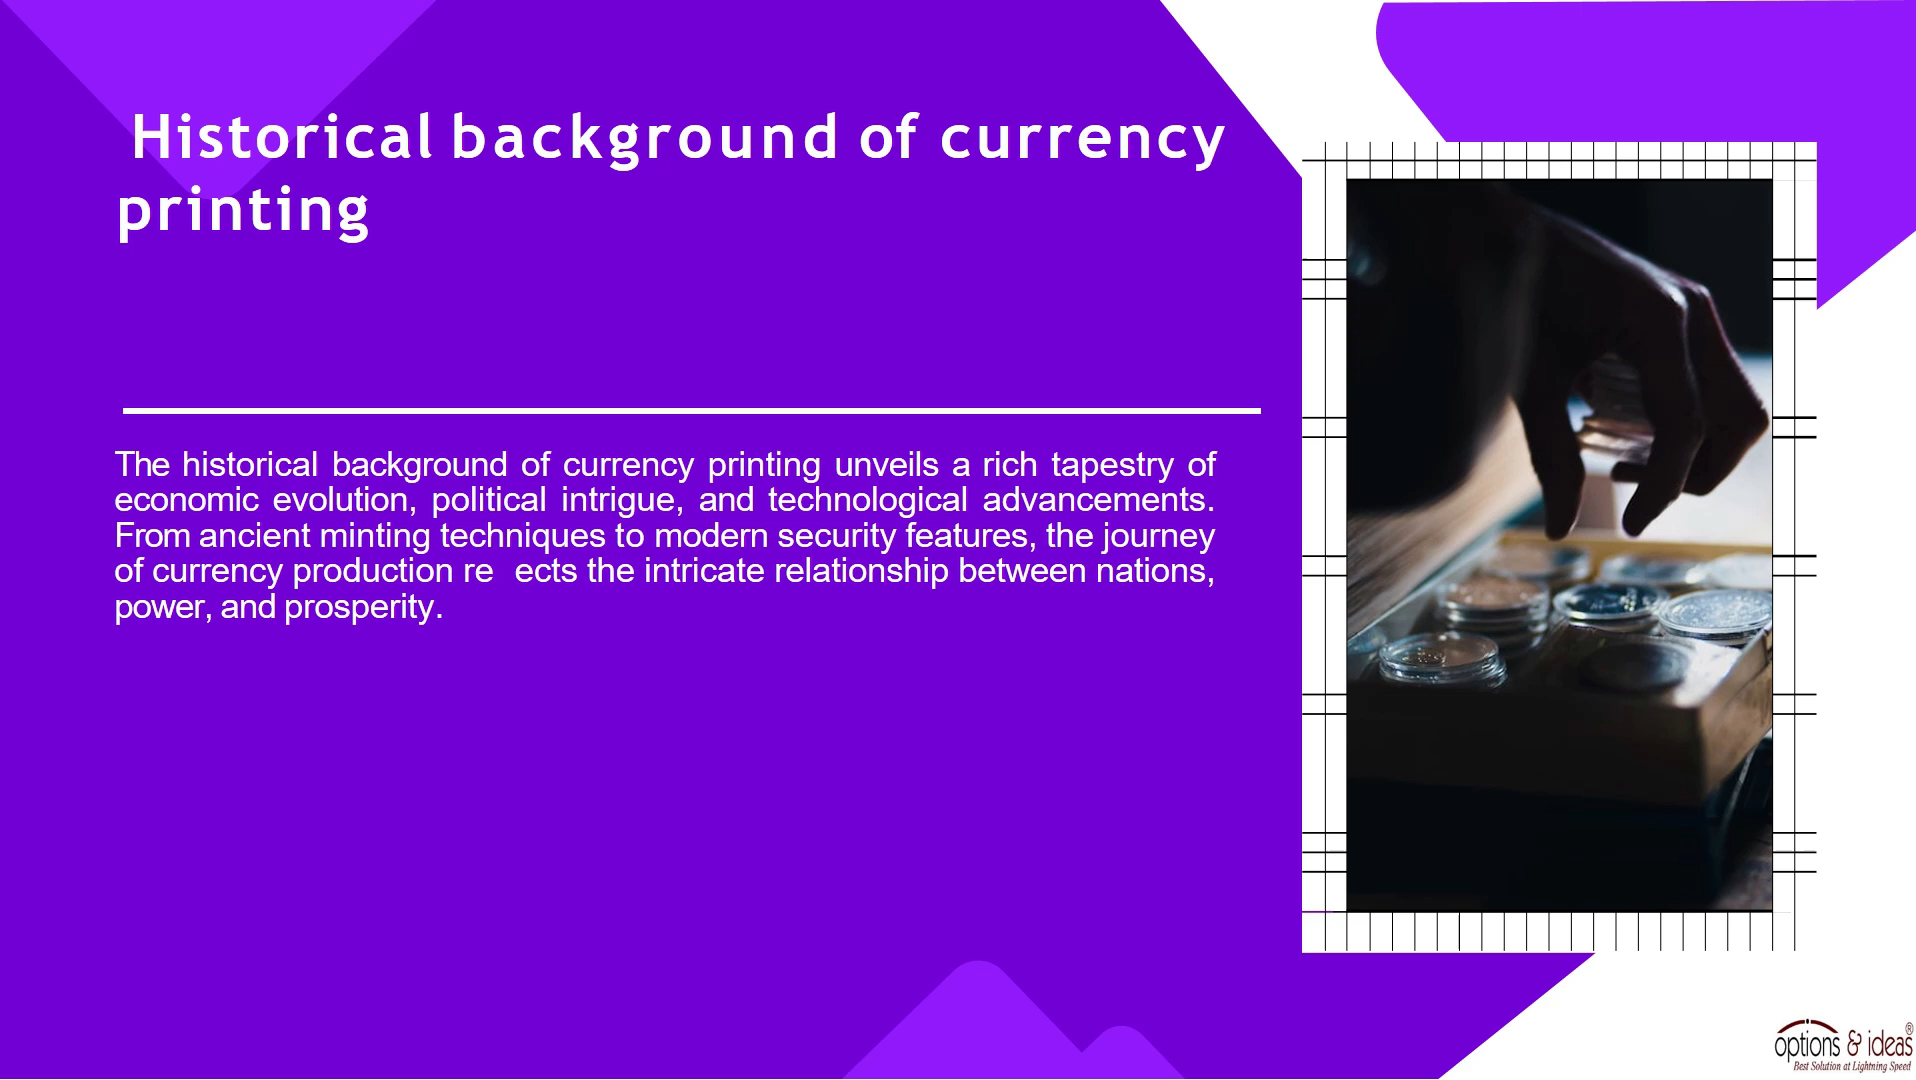 Historical background of currency
printing
The historical background of currency printing unveils a rich tapestry of
economic evolution, political intrigue, and technological advancements.
From ancient minting techniques to modern security features, the journey
of currency production re ects the intricate relationship between nations,
power, and prosperity.
options & ideas®
Best Solution at Lightning Speed